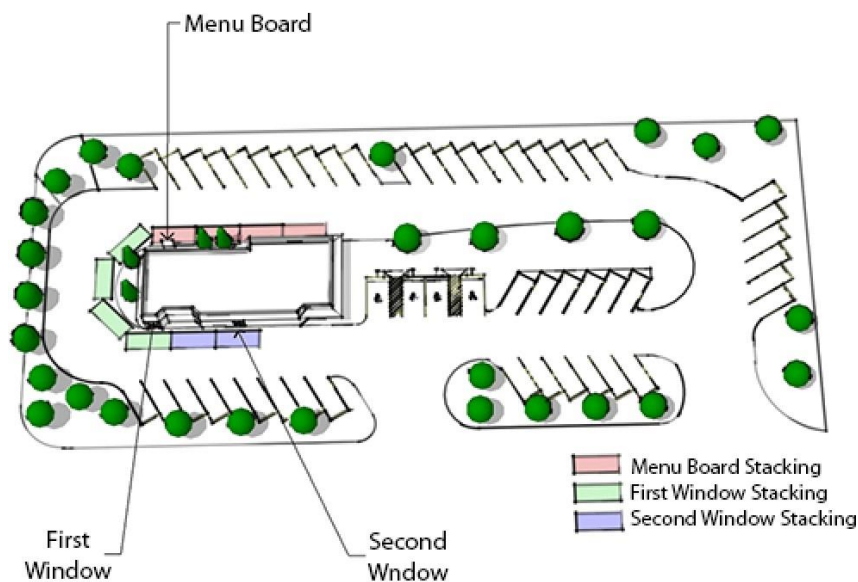 Menu Board
Menu Board Stacking
First Window Stacking
Second Window Stacking
First
Window
Second
Wndow